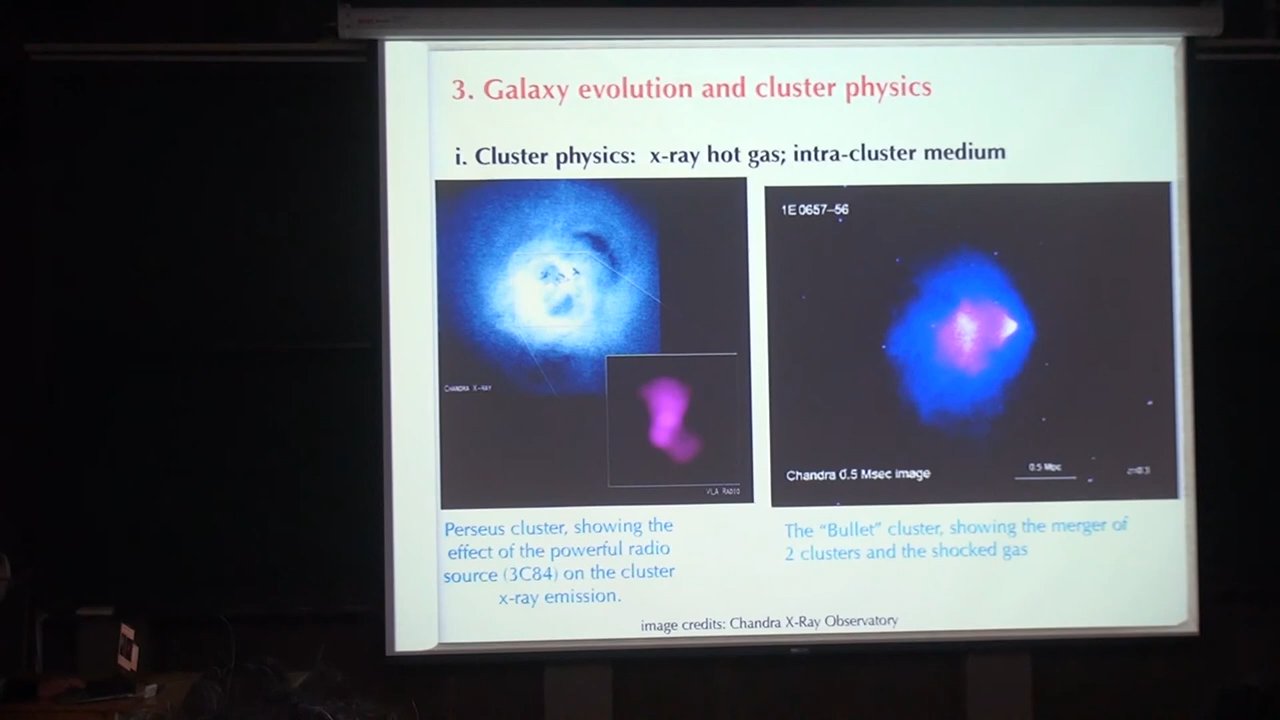 3. Galaxy evolution and cluster physics
i. Cluster physics: x-ray hot gas; intra-cluster medium
CHANDRA X-RAY
VLA RADIO
1E 0657–56
Chandra 0.5 Msec image
0.5 Mpc
z=0.3
Perseus cluster, showing the
effect of the powerful radio
source (3C84) on the cluster
x-ray emission.
The “Bullet” cluster, showing the merger of
2 clusters and the shocked gas
image credits: Chandra X-Ray Observatory